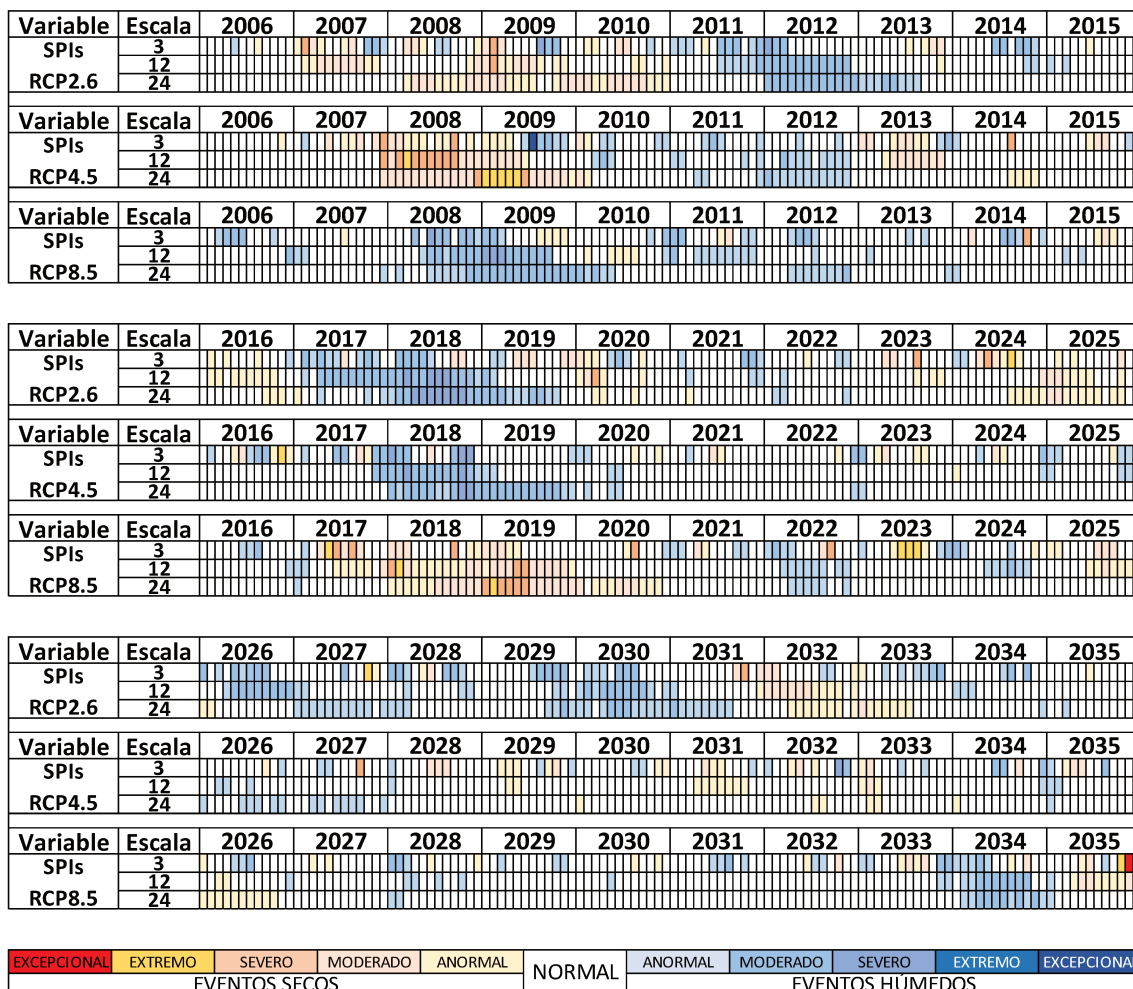 Variable Escala 2006 2007 2008 2009 2010 2011 2012 2013 2014 2015
SPIs 3
12
RCP2.6 24
2006 2007 2008 2009 2010 2011 2012 2013 2014 2015
Variable Escala
SPIs 3
12
RCP4.5 24
Variable Escala 2006 2007 2008 2009 2010 2011 2012 2013 2014 2015
SPIs 3
12
RCP8.5 24
Variable Escala 2016 2017 2018 2019 2020 2021 2022 2023 2024 2025
SPIs 3
12
RCP2.6 24
Variable Escala 2016 2017 2018 2019 2020 2021 2022 2023 2024 2025
SPIs 3
12
RCP4.5 24
Variable Escala 2016 2017 2018 2019 2020 2021 2022 2023 2024 2025
SPIs 3
12
RCP8.5 24
Variable Escala 2026 2027 2028 2029 2030 2031 2032 2033 2034 2035
SPIs 3
12
RCP2.6 24
Variable Escala 2026 2027 2028 2029 2030 2031 2032 2033 2034 2035
SPIs 3
12
RCP4.5 24
Variable Escala 2026 2027 2028 2029 2030 2031 2032 2033 2034 2035
SPIs 3
12
RCP8.5 24
EXCEPCIONAL EXTREMO SEVERO MODERADO ANORMAL NORMAL ANORMAL MODERADO SEVERO EXTREMO EXCEPCIONAL
EVENTOS SECOS EVENTOS HÚMEDOS